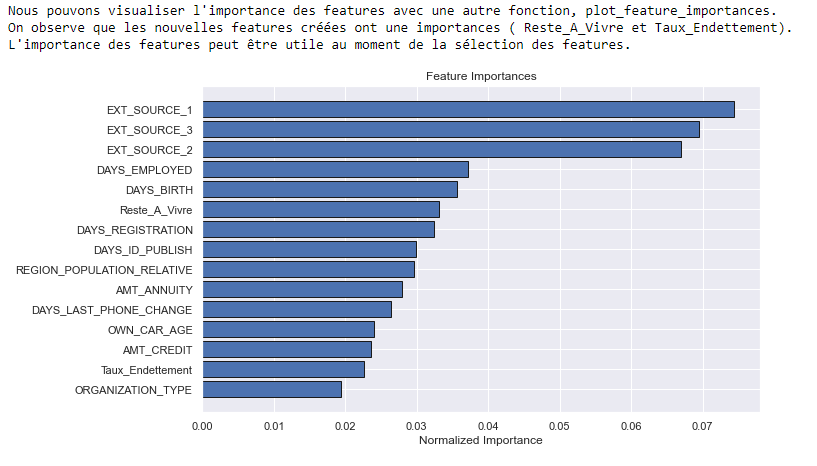 Nous pouvons visualiser l'importance des features avec une autre fonction, plot_feature_importances.
On observe que les nouvelles features créées ont une importances ( Reste_A_Vivre et Taux_Endettement).
L'importance des features peut être utile au moment de la sélection des features.
Feature Importances
EXT_SOURCE_1
EXT_SOURCE_3
EXT_SOURCE_2
DAYS_EMPLOYED
DAYS_BIRTH
Reste_A_Vivre
DAYS_REGISTRATION
DAYS_ID_PUBLISH
REGION_POPULATION_RELATIVE
AMT_ANNUITY
DAYS_LAST_PHONE_CHANGE
OWN_CAR_AGE
AMT_CREDIT
Taux_Endettement
ORGANIZATION_TYPE
0.00 0.01 0.02 0.03 0.04 0.05 0.06 0.07
Normalized Importance